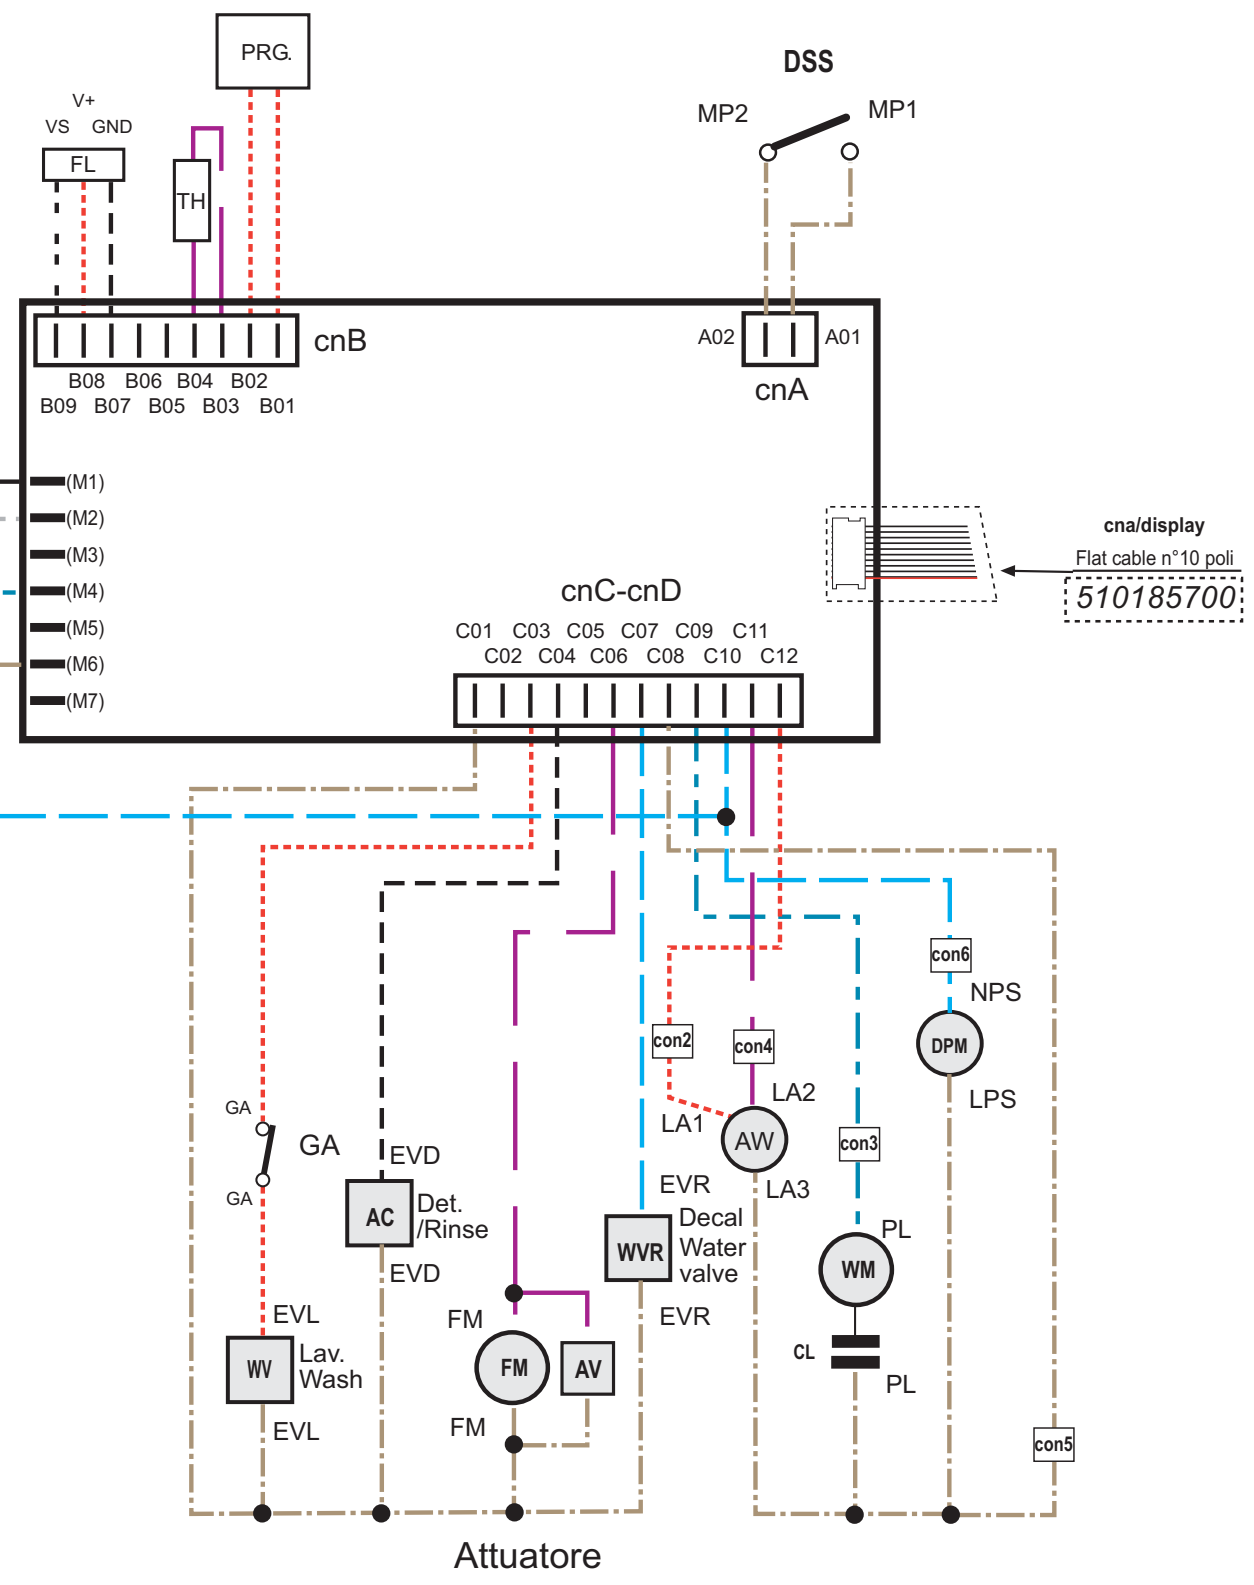 PRG.
DSS
V+
VS GND
MP2 MP1
FL
TH
cnB
A02 A01
cnA
B08 B06 B04 B02
B09 B07 B05 B03 B01
(M1)
(M2)
(M3)
(M4)
(M5)
(M6)
(M7)
cna/display
Flat cable n°10 poli
510185700
cnC-cnD
C01 C03 C05 C07 C09 C11
C02 C04 C06 C08 C10 C12
con6
NPS
con2
con4
DPM
LA2
LPS
LA1
GA
GA
AW
con3
EVD
GA
EVR
LA3
AC
Det.
/Rinse
Decal
Water
valve
WVR
PL
WM
EVD
EVL
FM
EVR
WV
Lav.
Wash
FM
AV
CL
PL
EVL
FM
con5
Attuatore